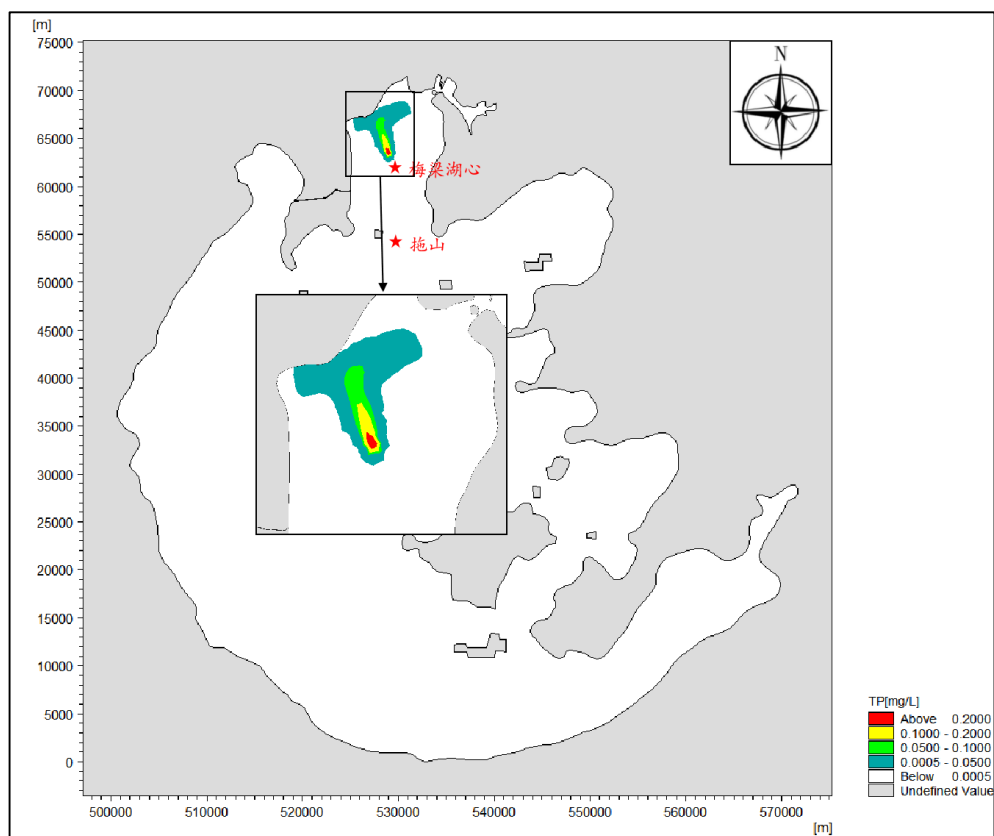 [m]
75000
70000
65000
60000
55000
50000
45000
40000
35000
30000
25000
20000
15000
10000
5000
0
N
梅梁湖心
拖山
500000 510000 520000 530000 540000 550000 560000 570000
[m]
TP[mg/L]
Above 0.2000
0.1000 - 0.2000
0.0500 - 0.1000
0.0005 - 0.0500
Below 0.0005
Undefined Value